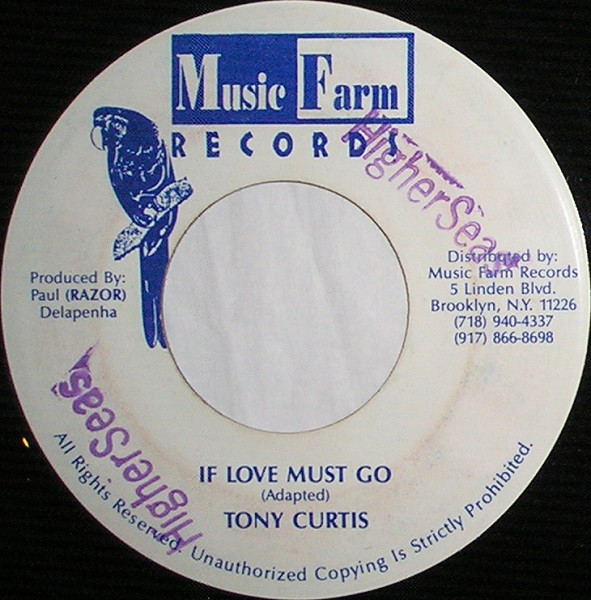 Music Farm
RECORDS
HigherSeas
Produced By:
Paul (RAZOR)
Delapenha
Distributed by:
Music Farm Records
5 Linden Blvd.
Brooklyn, N.Y. 11226
(718) 940-4337
(917) 866-8698
HigherSeas
IF LOVE MUST GO
(Adapted)
TONY CURTIS
All Rights Reserved. Unauthorized Copying Is Strictly Prohibited.